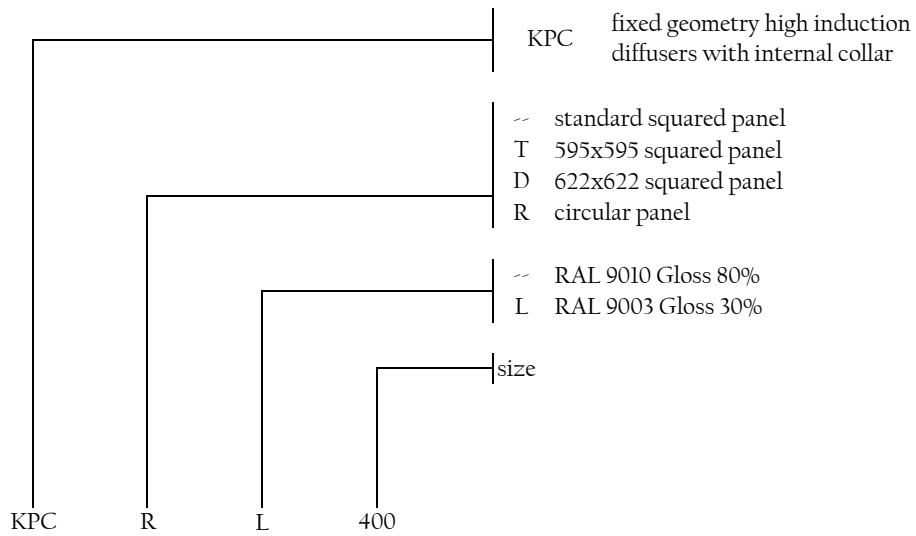 KPC fixed geometry high induction
diffusers with internal collar
-- standard squared panel
T 595x595 squared panel
D 622x622 squared panel
R circular panel
-- RAL 9010 Gloss 80%
L RAL 9003 Gloss 30%
size
KPC R L 400